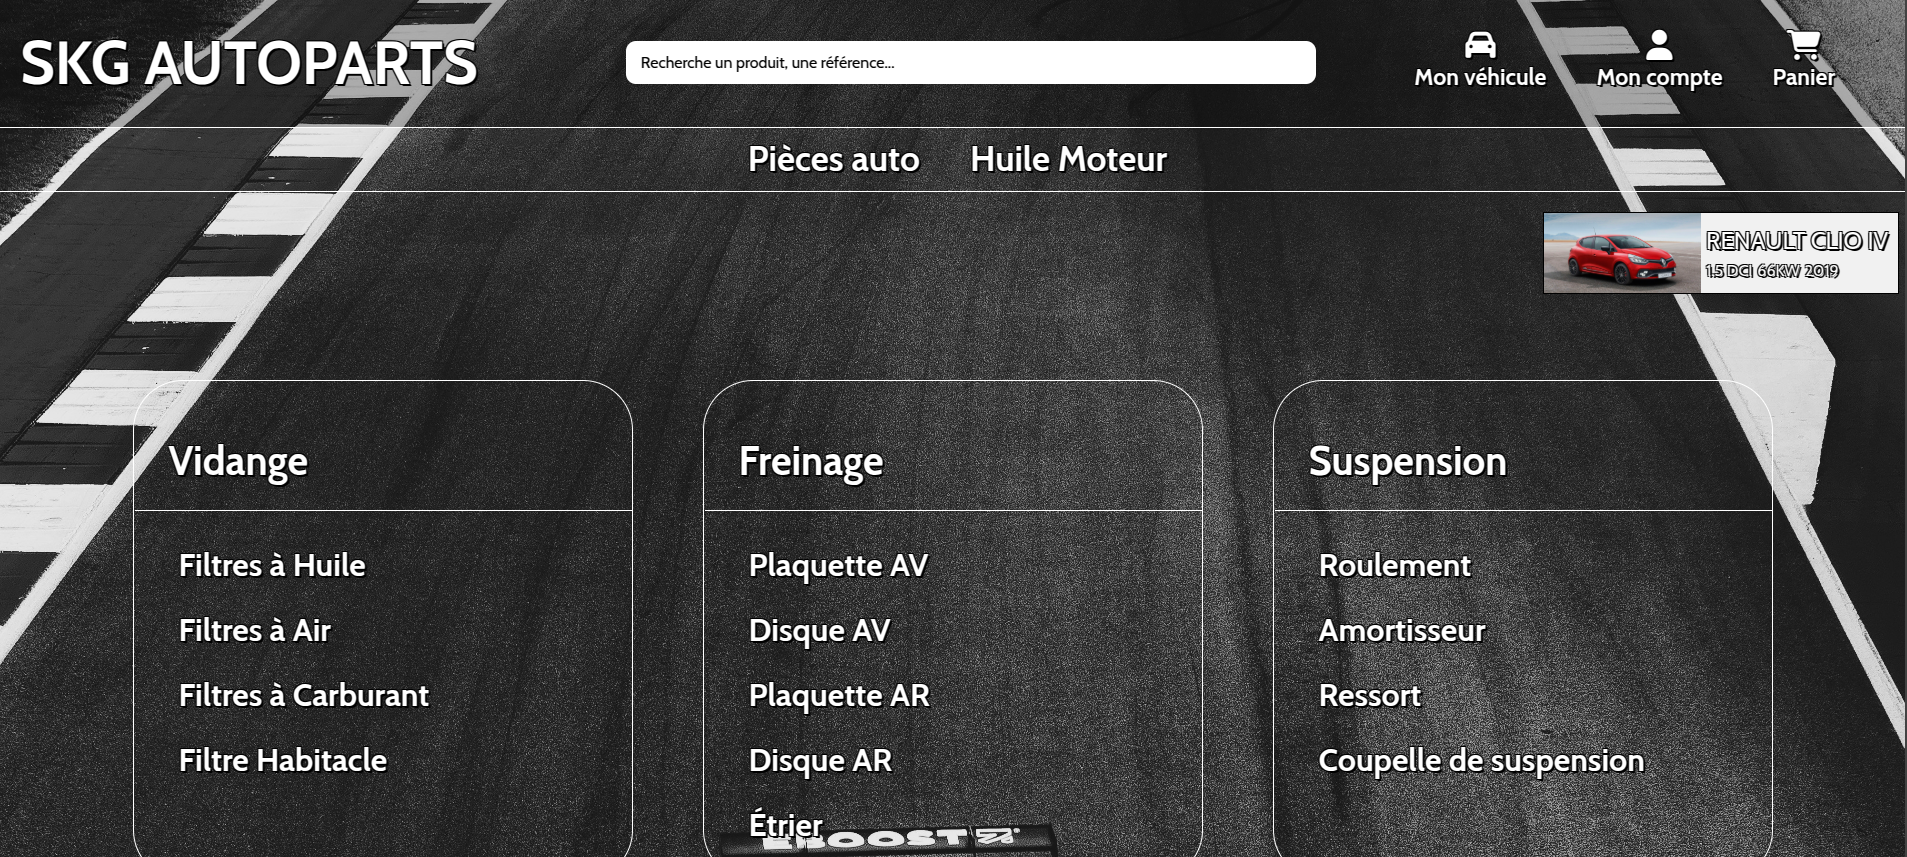 SKG AUTOPARTS
Recherche un produit, une référence...
Mon véhicule
Mon compte
Panier
Pièces auto
Huile Moteur
RENAULT CLIO IV
1.5 DCI 66KW 2019
Vidange
Filtres à Huile
Filtres à Air
Filtres à Carburant
Filtre Habitacle
Freinage
Plaquette AV
Disque AV
Plaquette AR
Disque AR
Étrier
Suspension
Roulement
Amortisseur
Ressort
Coupelle de suspension